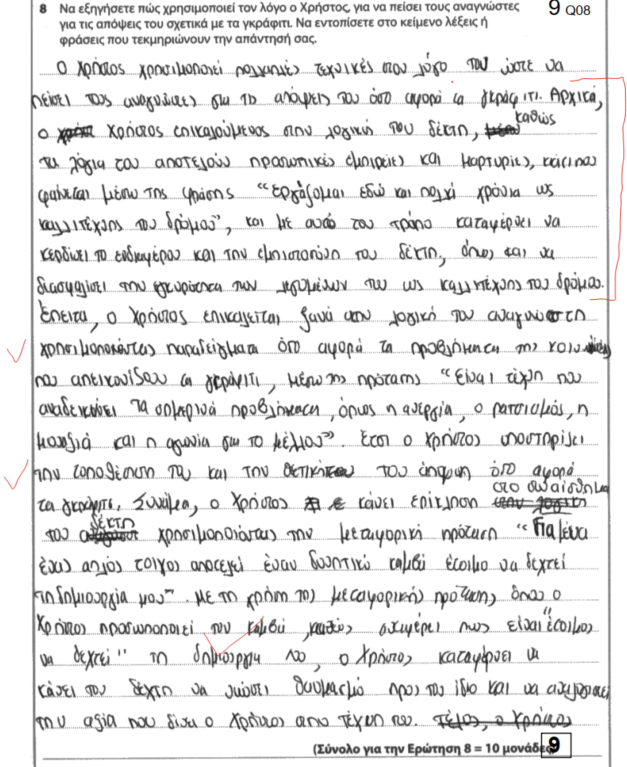 8 Να εξηγήσετε πώς χρησιμοποιεί τον λόγο ο Χρήστος, για να πείσει τους αναγνώστες 9 Q08
για τις απόψεις του σχετικά με τα γκράφιτι. Να εντοπίσετε στο κείμενο λέξεις ή
φράσεις που τεκμηριώνουν την απάντησή σας.
Ο Χρήστος χρησιμοποιεί πολλαπλές τεχνικές στον λόγο του ώστε να
πείσει τους αναγνώστες για τις απόψεις του όσο αφορά τα γκράφιτι. Αρχικά,
ο Χρήστος επικαλούμενος στην λογική του δέκτη, καθώς
τα λόγια του αποτελούν προσωπικές εμπειρίες και μαρτυρίες, κάτι που
φαίνεται μέσω της φράσης "Εργάζομαι εδώ και πολλά χρόνια ως
καλλιτέχνης του δρόμου", και με αυτό τον τρόπο καταφέρνει να
κερδίσει το ενδιαφέρον και την εμπιστοσύνη του δέκτη, όπως και να
διασφαλίσει την εγκυρότητα των λεγομένων του ως καλλιτέχνης του δρόμου.
Έπειτα, ο Χρήστος επικαλείται ξανά στην λογική του αναγνώστη
χρησιμοποιώντας παραδείγματα όσο αφορά τα προβλήματα της
που απεικονίζουν τα γκράφιτι, μέσω της πρότασης "Είναι τέχνη που
αναδεικνύει τα σημερινά προβλήματα, όπως η ανεργία, ο ρατσισμός, η
μοναξιά και η αγωνία για το μέλλον". Έτσι ο Χρήστος υποστηρίζει
την τοποθέτηση του και την του άποψη όσο αφορά
τα γκράφιτι. Συνάμα, ο Χρήστος κάνει επίκληση στο συναίσθημα
του δέκτη χρησιμοποιώντας την μεταφορική πρόταση "Για μένα
ένας απλός τοίχος αποτελεί έναν δυνητικό καμβά έτοιμο να δεχτεί
τη δημιουργία μου". Με τη χρήση της μεταφορικής πρότασης όπου ο
Χρήστος προσωποποιεί τον καμβά, καθώς αναφέρει πως είναι "έτοιμος
να δεχτεί" τη δημιουργία του, ο Χρήστος καταφέρνει να
κάνει τον δέκτη να νιώσει θαυμασμό προς τον ίδιο και να
την αξία που δίνει ο Χρήστος στην τέχνη του. Τέλος, ο Χρήστος
(Σύνολο για την Ερώτηση 8 = 10 μονάδες) 9